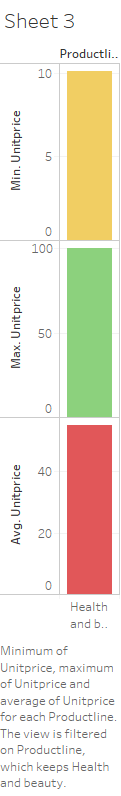 Sheet 3
Productli..
10
5
0
Min. Unitprice
100
50
0
Max. Unitprice
40
20
0
Avg. Unitprice
Health
and b..
Minimum of
Unitprice, maximum
of Unitprice and
average of Unitprice
for each Productline.
The view is filtered
on Productline,
which keeps Health
and beauty.